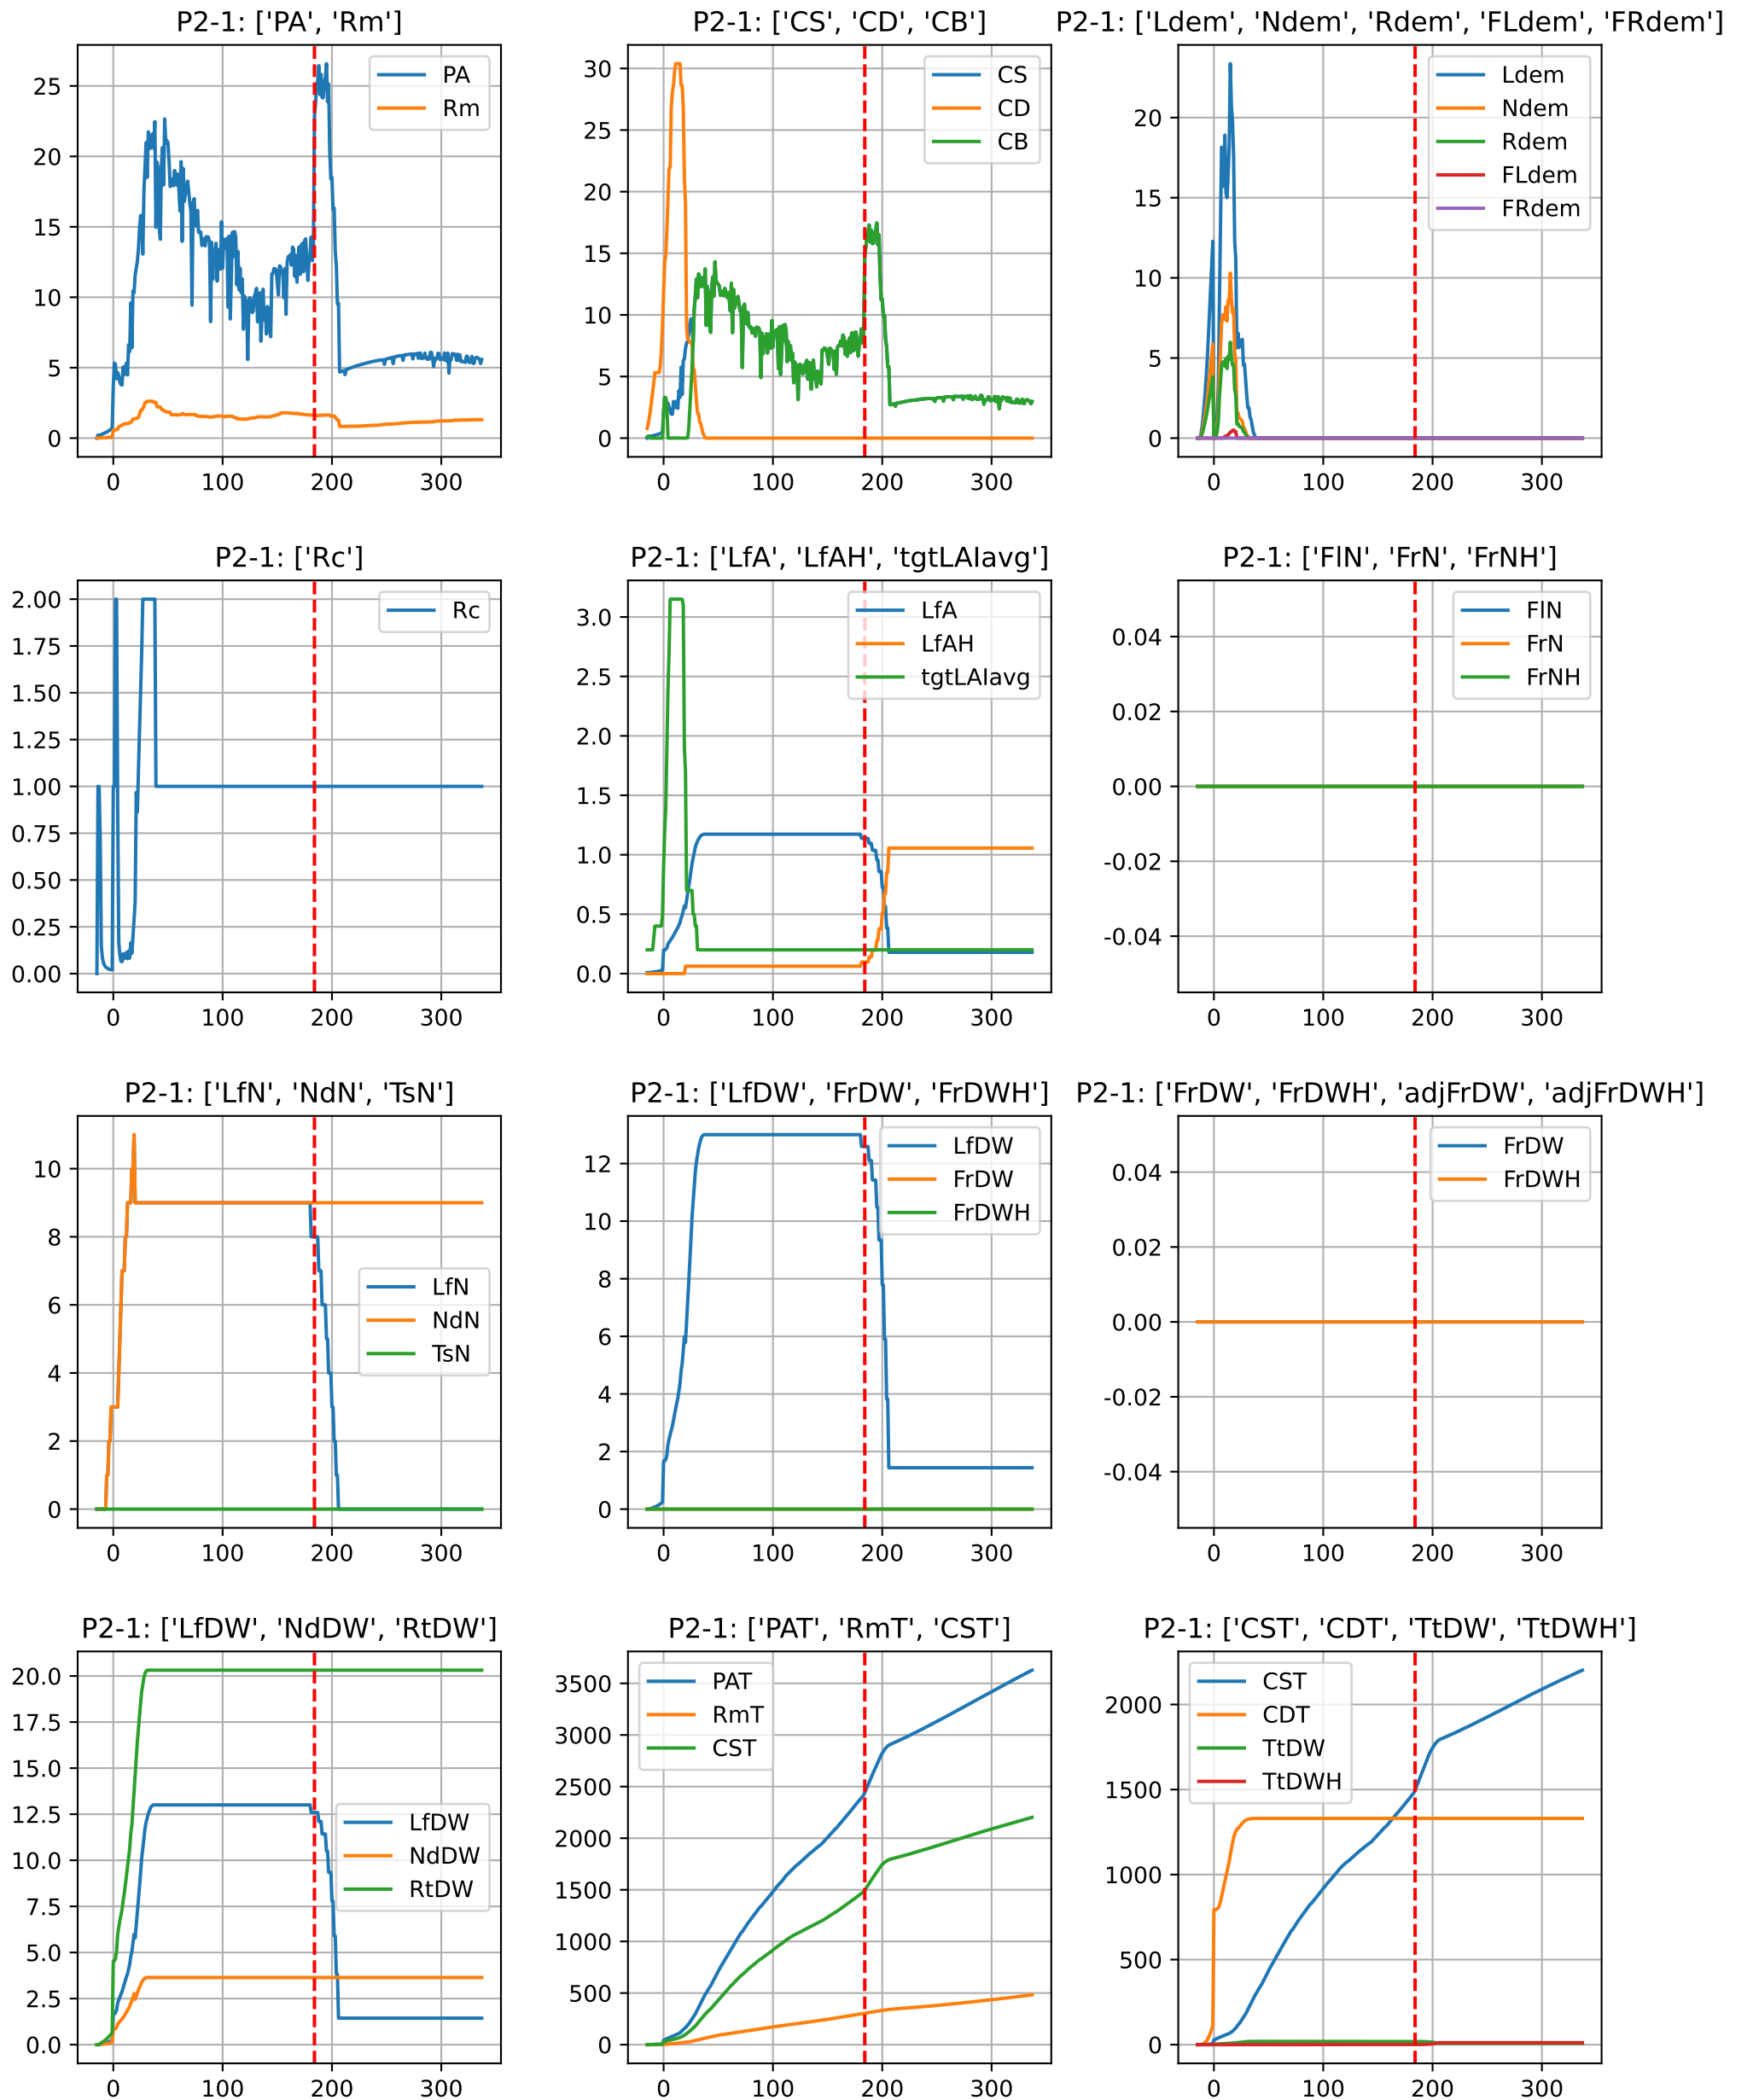 P2-1: ['PA', 'Rm']
25
20
15
10
5
0
0 100 200 300
PA
Rm
P2-1: ['CS', 'CD', 'CB']
30
25
20
15
10
5
0
0 100 200 300
CS
CD
CB
P2-1: ['Ldem', 'Ndem', 'Rdem', 'FLdem', 'FRdem']
20
15
10
5
0
0 100 200 300
Ldem
Ndem
Rdem
FLdem
FRdem
P2-1: ['Rc']
2.00
1.75
1.50
1.25
1.00
0.75
0.50
0.25
0.00
0 100 200 300
Rc
P2-1: ['LfA', 'LfAH', 'tgtLAIavg']
3.0
2.5
2.0
1.5
1.0
0.5
0.0
0 100 200 300
LfA
LfAH
tgtLAIavg
P2-1: ['FlN', 'FrN', 'FrNH']
0.04
0.02
0.00
-0.02
-0.04
0 100 200 300
FlN
FrN
FrNH
P2-1: ['LfN', 'NdN', 'TsN']
10
8
6
4
2
0
0 100 200 300
LfN
NdN
TsN
P2-1: ['LfDW', 'FrDW', 'FrDWH']
12
10
8
6
4
2
0
0 100 200 300
LfDW
FrDW
FrDWH
P2-1: ['FrDW', 'FrDWH', 'adjFrDW', 'adjFrDWH']
0.04
0.02
0.00
-0.02
-0.04
0 100 200 300
FrDW
FrDWH
P2-1: ['LfDW', 'NdDW', 'RtDW']
20.0
17.5
15.0
12.5
10.0
7.5
5.0
2.5
0.0
0 100 200 300
LfDW
NdDW
RtDW
P2-1: ['PAT', 'RmT', 'CST']
3500
3000
2500
2000
1500
1000
500
0
0 100 200 300
PAT
RmT
CST
P2-1: ['CST', 'CDT', 'TtDW', 'TtDWH']
2000
1500
1000
500
0
0 100 200 300
CST
CDT
TtDW
TtDWH